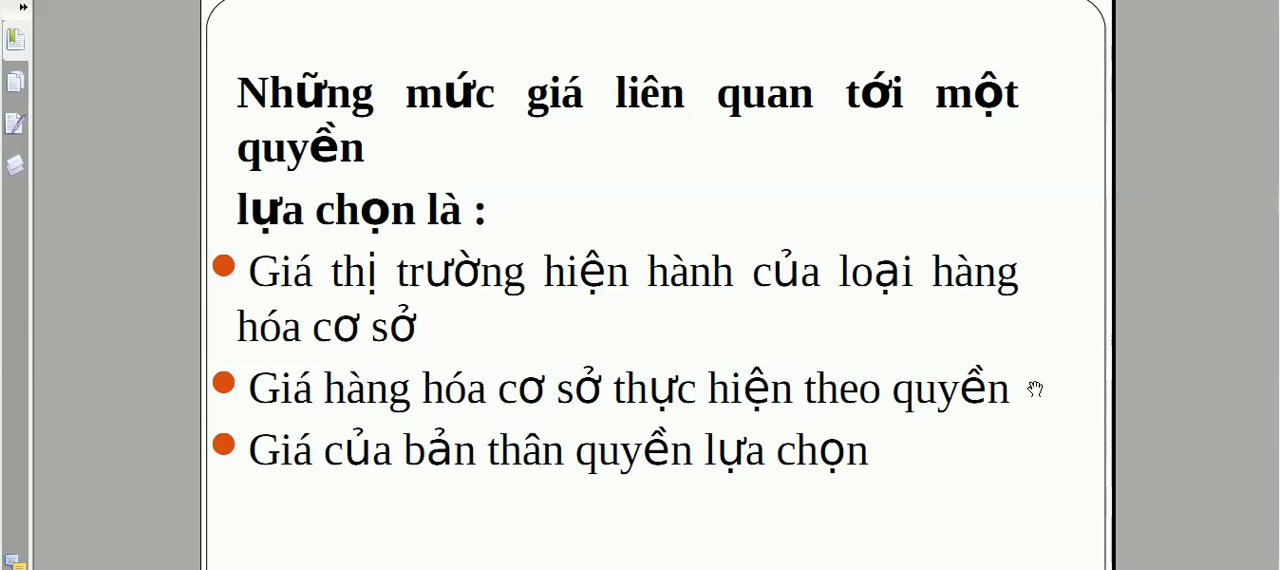 Những mức giá liên quan tới một
quyền
lựa chọn là :
Giá thị trường hiện hành của loại hàng
hóa cơ sở
Giá hàng hóa cơ sở thực hiện theo quyền
Giá của bản thân quyền lựa chọn